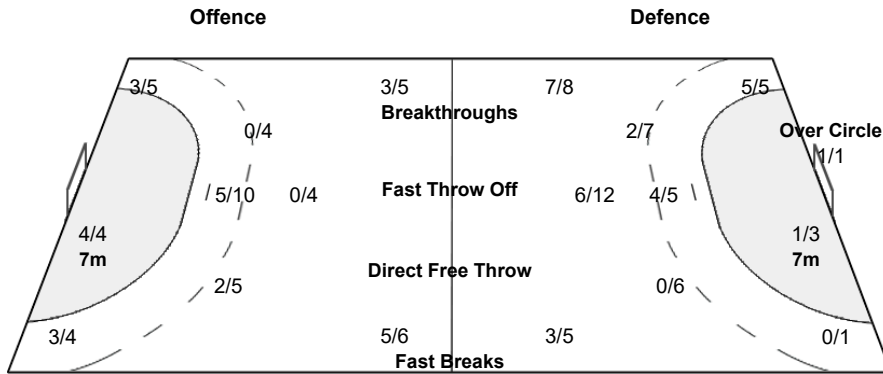 Offence Defence
3/5 3/5 7/8 5/5
Breakthroughs
0/4 2/7 Over Circle
1/1
Fast Throw Off
5/10 0/4 6/12 4/5
4/4 1/3
7m 7m
Direct Free Throw
2/5 0/6
3/4 5/6 3/5 0/1
Fast Breaks